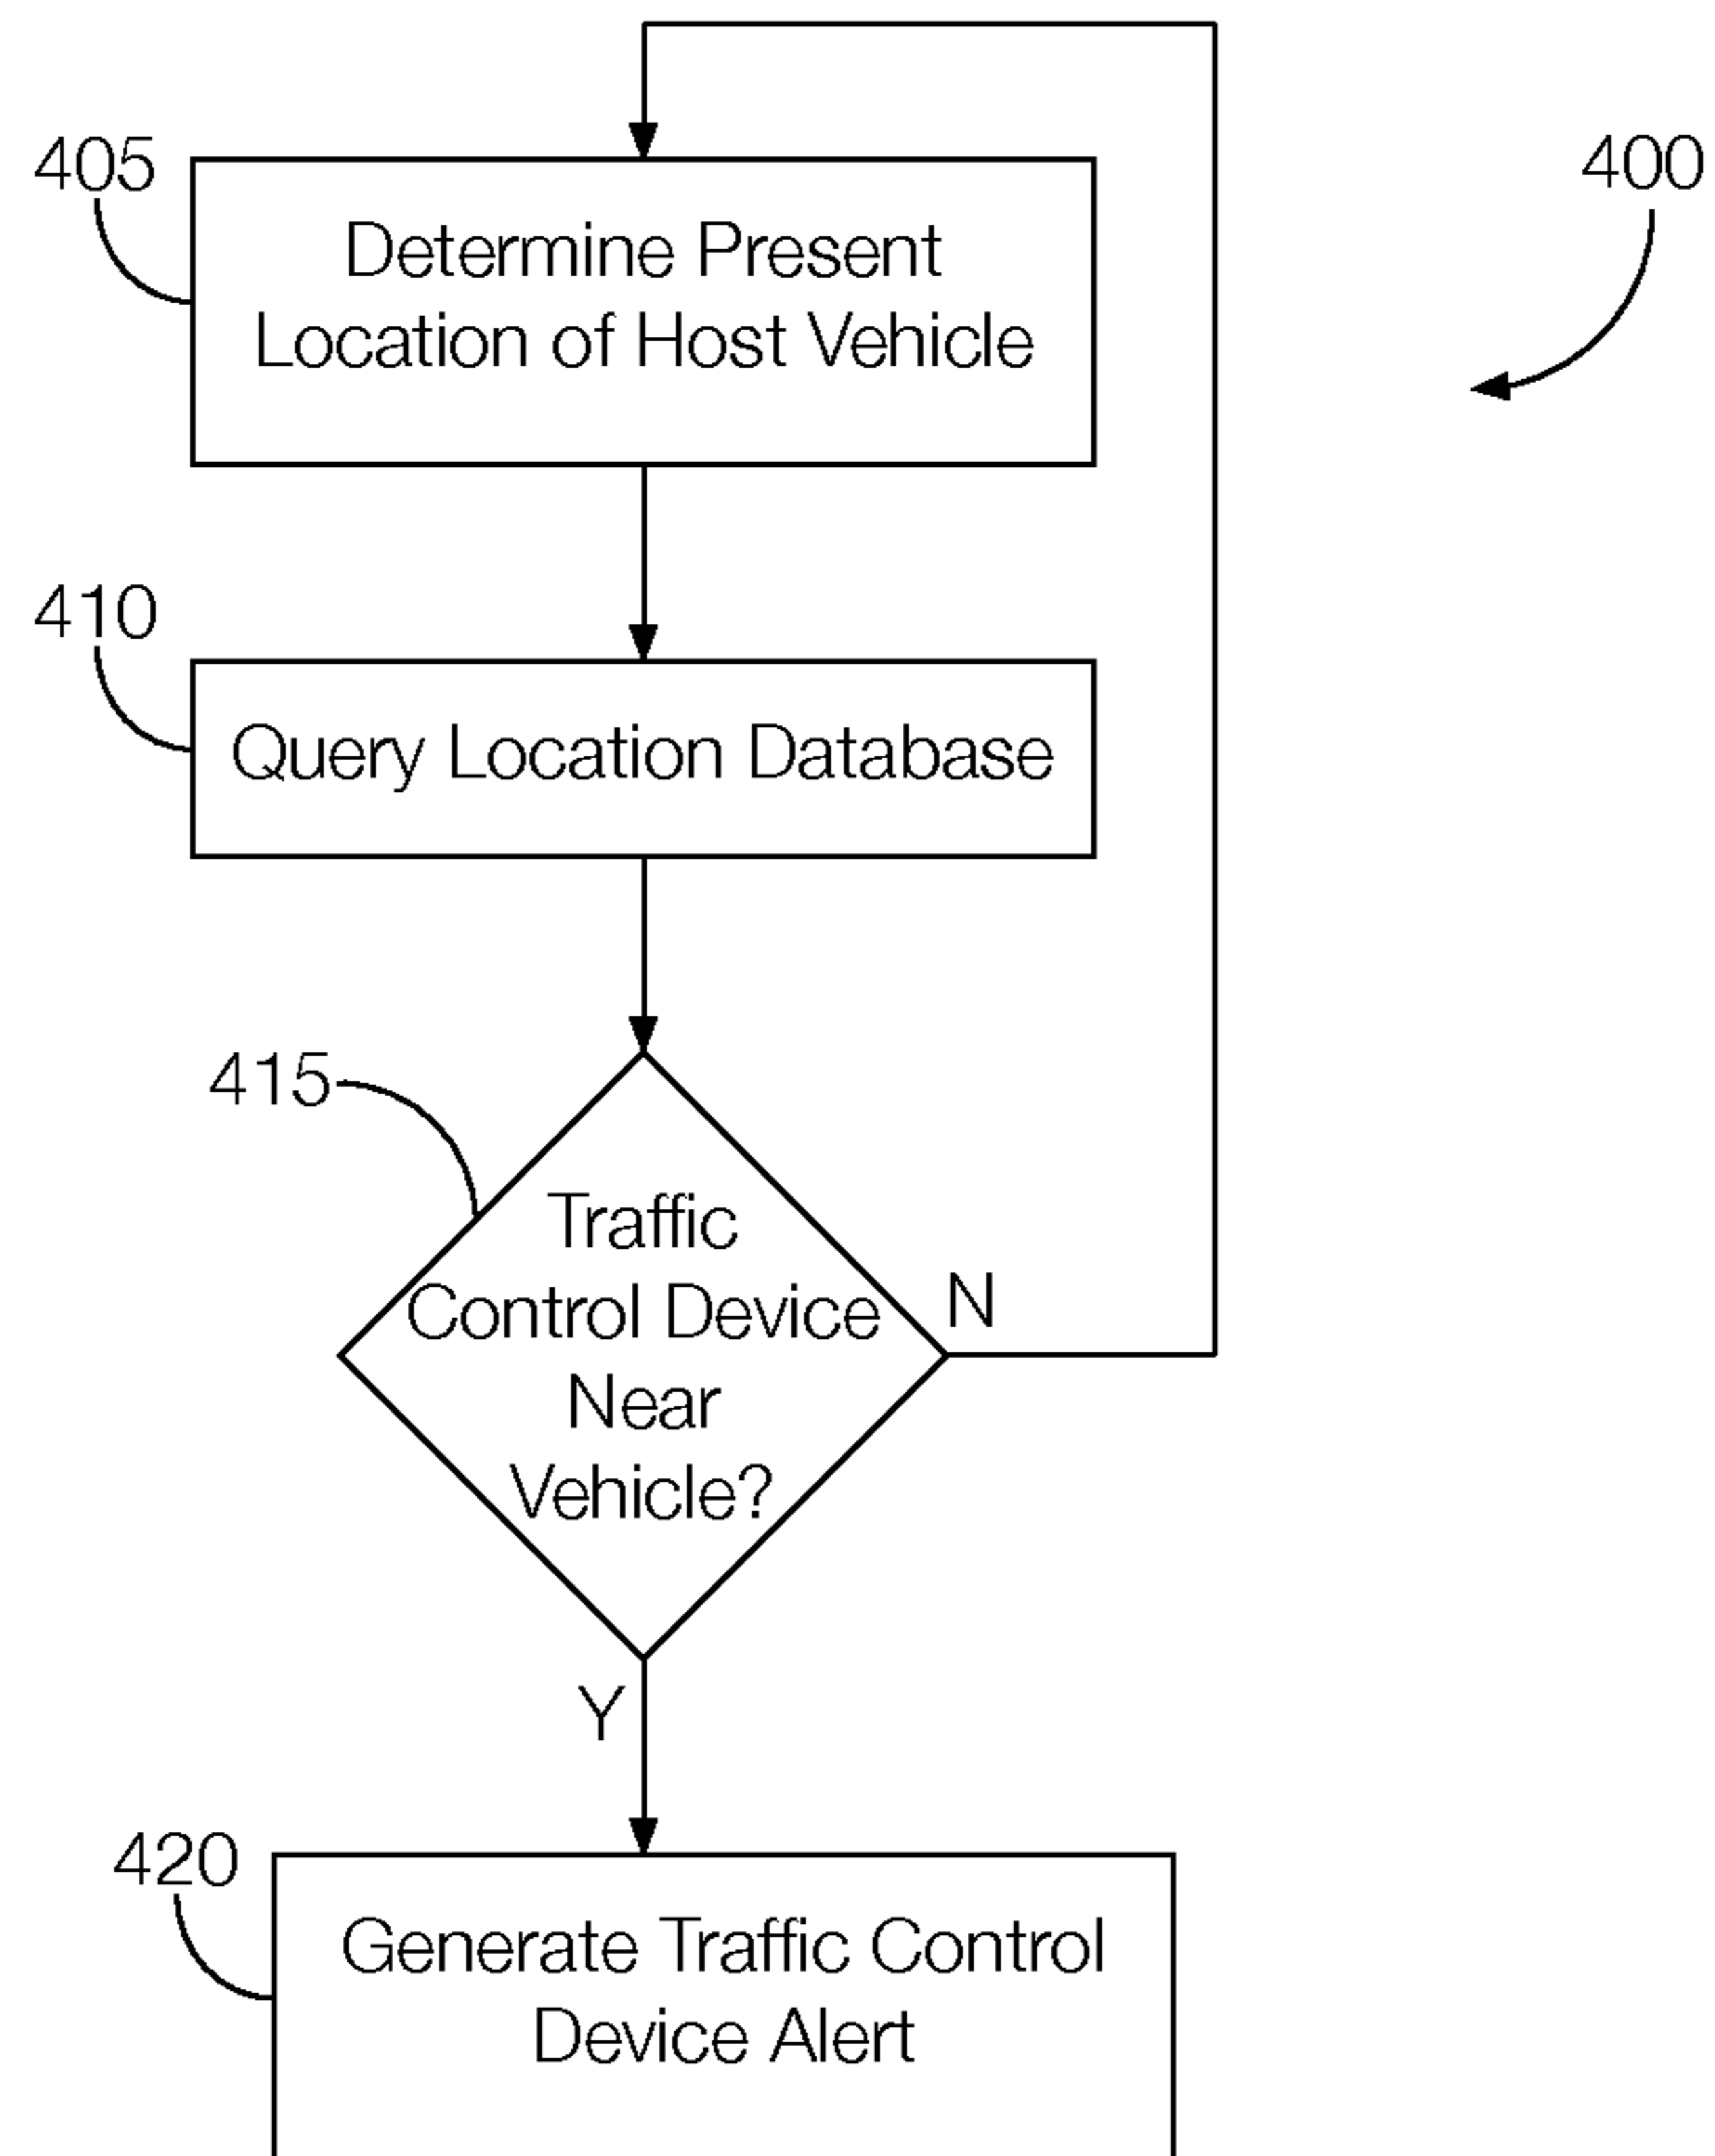 405
400
Determine Present
Location of Host Vehicle
410
Query Location Database
415
Traffic
Control Device
Near
Vehicle?
N
Y
420
Generate Traffic Control
Device Alert